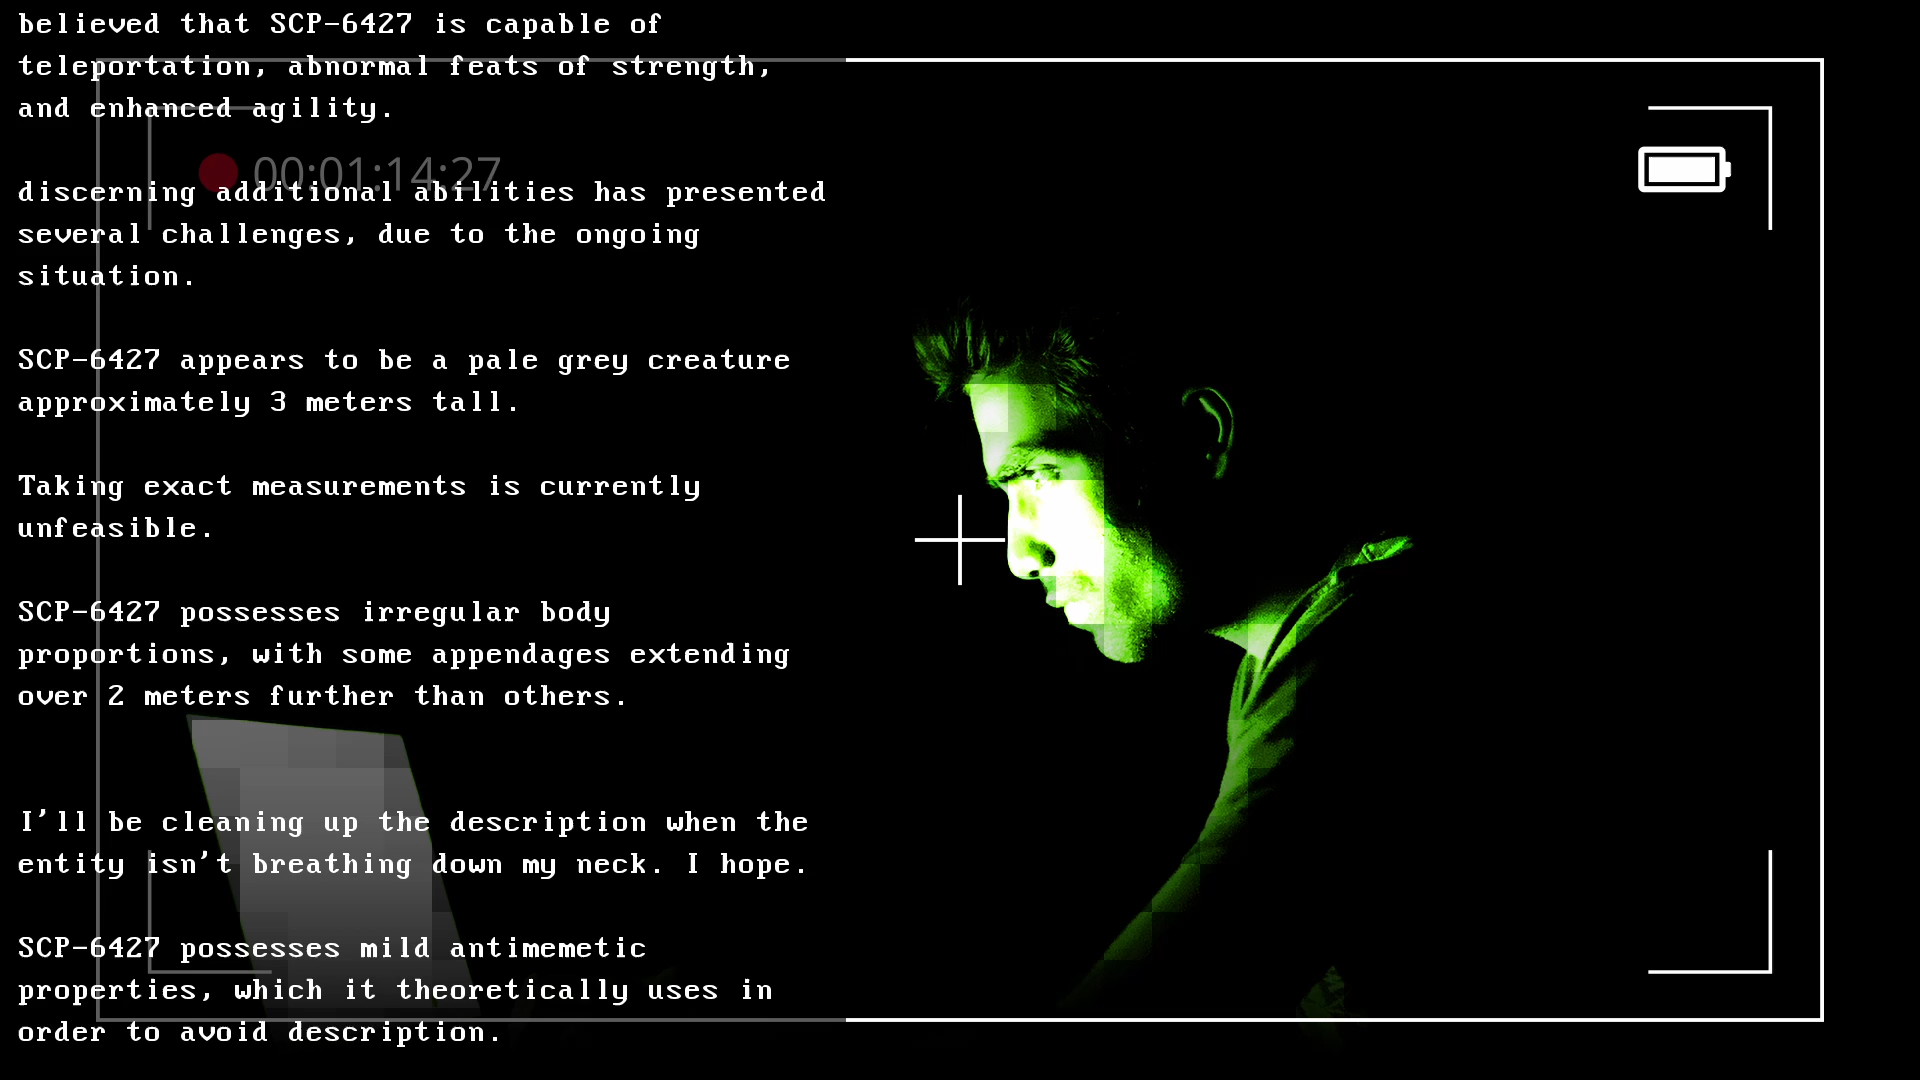 believed that SCP-6427 is capable of
teleportation, abnormal feats of strength,
and enhanced agility.
00:01:14:27
discerning additional abilities has presented
several challenges, due to the ongoing
situation.
SCP-6427 appears to be a pale grey creature
approximately 3 meters tall.
Taking exact measurements is currently
unfeasible.
SCP-6427 possesses irregular body
proportions, with some appendages extending
over 2 meters further than others.
I'll be cleaning up the description when the
entity isn't breathing down my neck. I hope.
SCP-6427 possesses mild antimemetic
properties, which it theoretically uses in
order to avoid description.